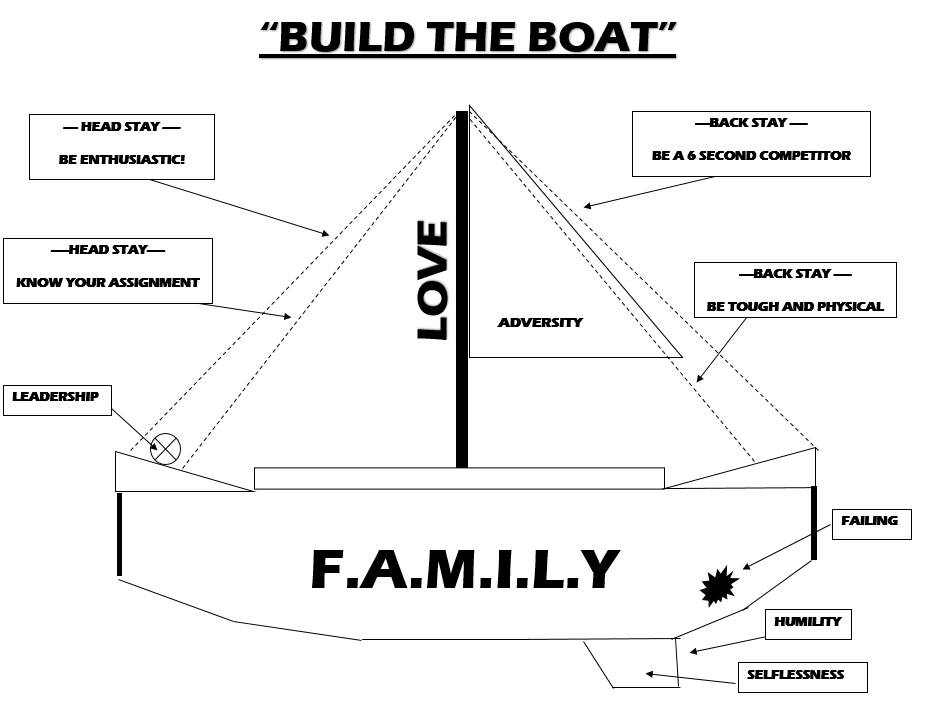 “BUILD THE BOAT”
— HEAD STAY —
BE ENTHUSIASTIC!
—BACK STAY —
BE A 6 SECOND COMPETITOR
—HEAD STAY—
KNOW YOUR ASSIGNMENT
LOVE
—BACK STAY —
BE TOUGH AND PHYSICAL
ADVERSITY
LEADERSHIP
FAILING
F.A.M.I.L.Y
HUMILITY
SELFLESSNESS